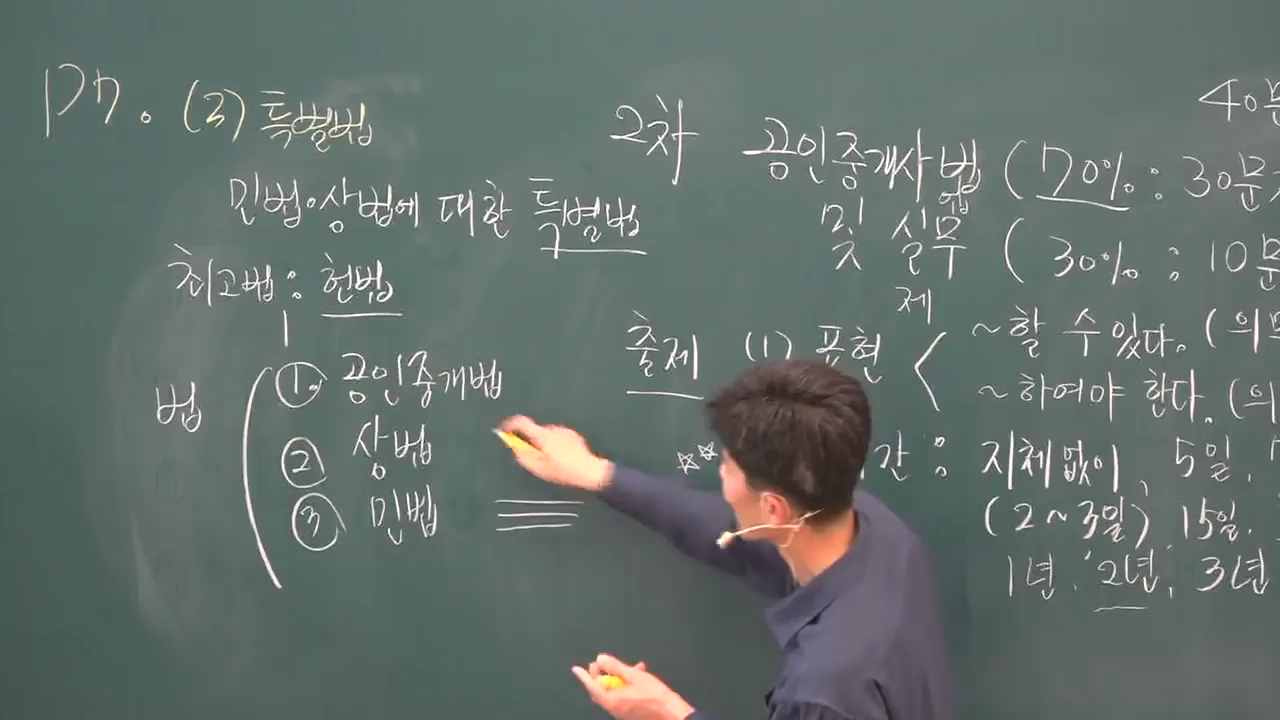 P7. (3) 특별법
민법·상법에 대한 특별법
최고법 : 헌법
법
① 공인중개법
② 상법
③ 민법
2차 공인중개사법 (70% : 30문
및 실무 (30% : 10문
제
40문
출제 (1) 표현
~할 수 있다. (의
~하여야 한다. (의
간 : 지체없이, 5일,
(2~3일), 15일.
1년, 2년, 3년